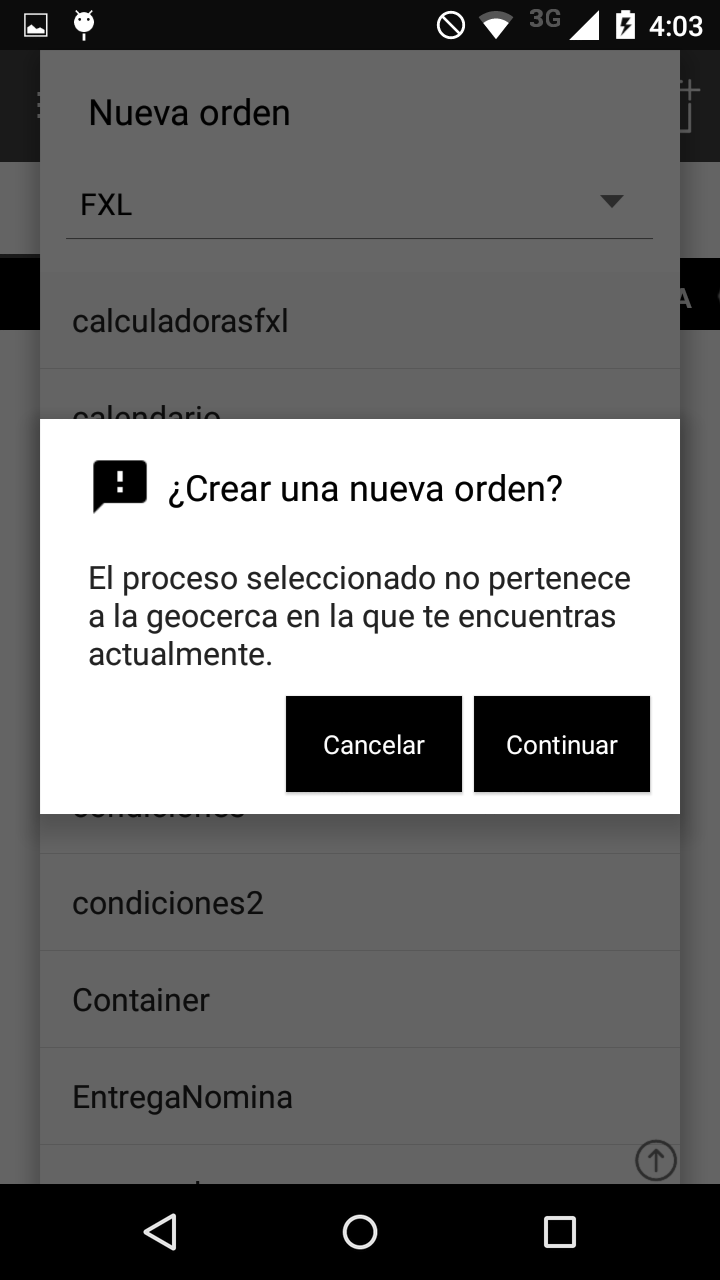 3G 4:03
Nueva orden
FXL
calculadorasfxl
calendario
¿Crear una nueva orden?
El proceso seleccionado no pertenece
a la geocerca en la que te encuentras
actualmente.
Cancelar Continuar
condiciones
condiciones2
Container
EntregaNomina